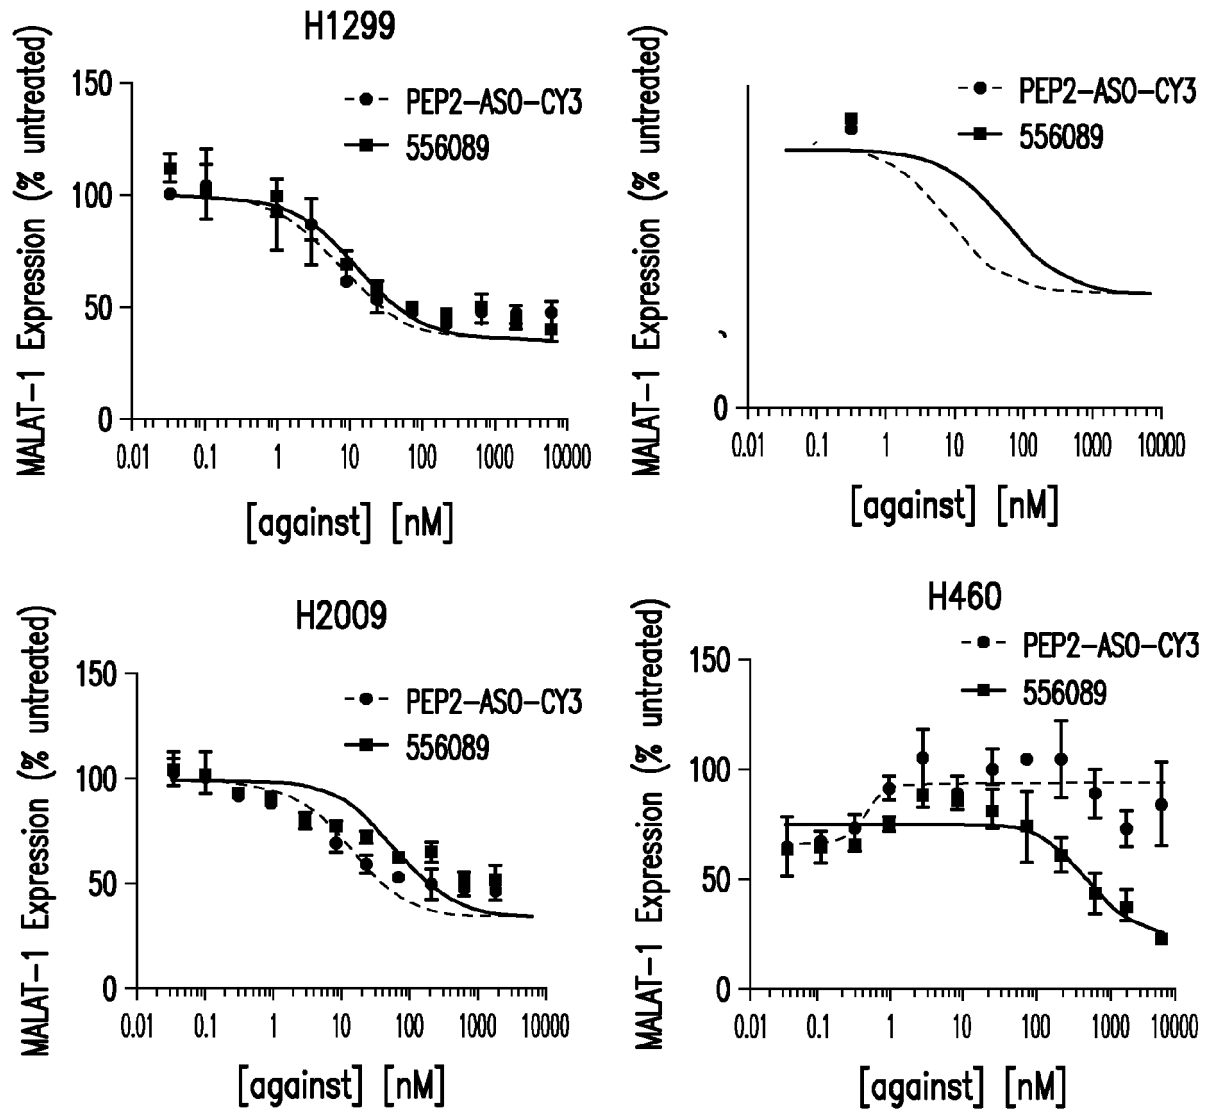 H1299
MALAT-1 Expression (% untreated)
150
100
50
0
PEP2-ASO-CY3
556089
0.01 0.1 1 10 100 1000 10000
[against] [nM]
MALAT-1 Expression (% untreated)
0
PEP2-ASO-CY3
556089
0.01 0.1 1 10 100 1000 10000
[against] [nM]
H2009
MALAT-1 Expression (% untreated)
150
100
50
0
PEP2-ASO-CY3
556089
0.01 0.1 1 10 100 1000 10000
[against] [nM]
H460
MALAT-1 Expression (% untreated)
150
100
50
0
PEP2-ASO-CY3
556089
0.01 0.1 1 10 100 1000 10000
[against] [nM]